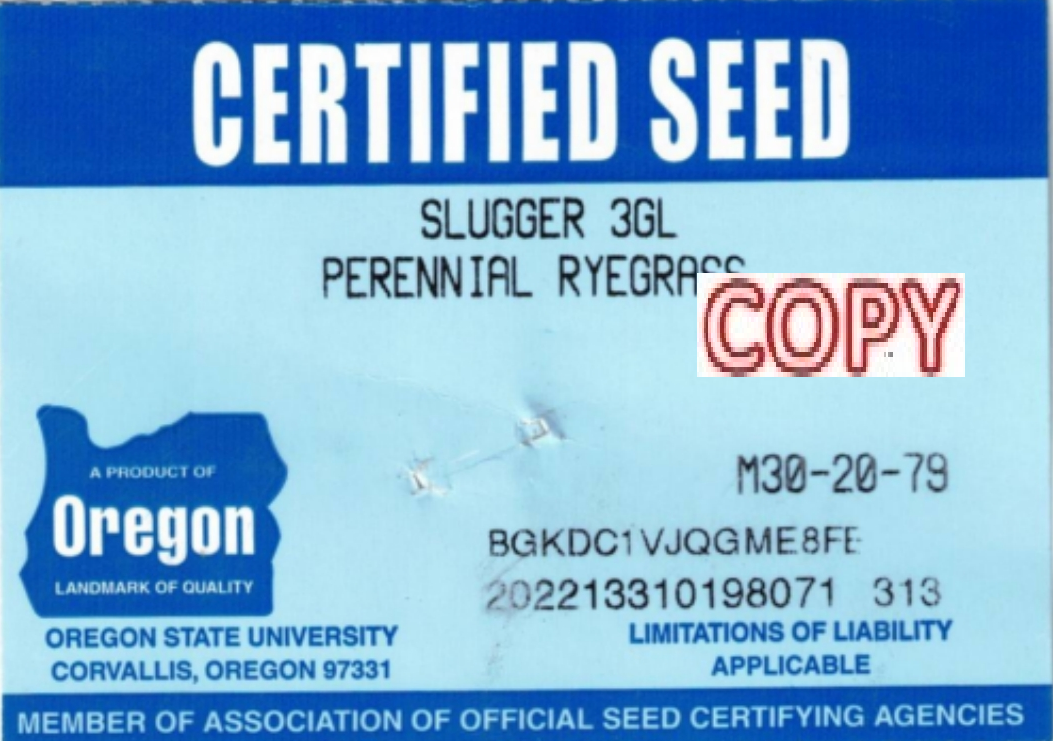 CERTIFIED SEED
SLUGGER 3GL
PERENNIAL RYEGRASS
COPY
M30-20-79
A PRODUCT OF
Oregon
LANDMARK OF QUALITY
BGKDC1VJQGME8FE
202213310198071 313
OREGON STATE UNIVERSITY
CORVALLIS, OREGON 97331
LIMITATIONS OF LIABILITY
APPLICABLE
MEMBER OF ASSOCIATION OF OFFICIAL SEED CERTIFYING AGENCIES